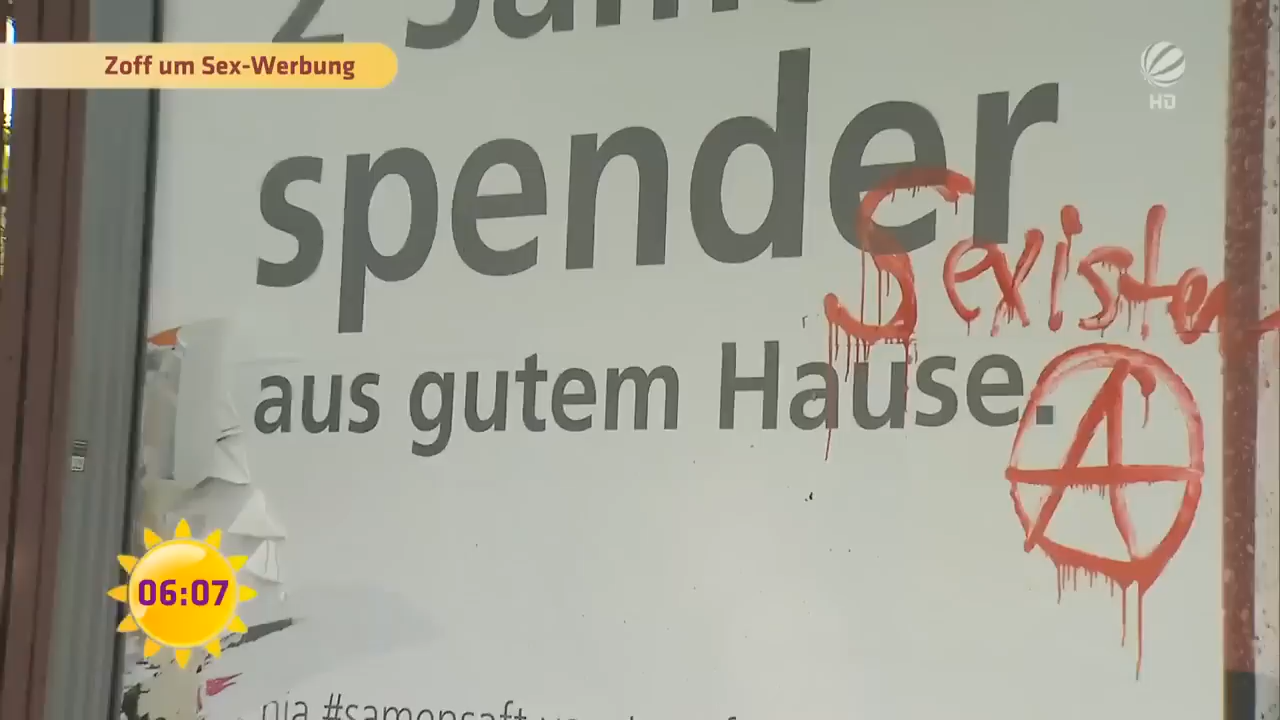 Zoff um Sex-Werbung
HD
spender
Sexisten
aus gutem Hause.
A
06:07